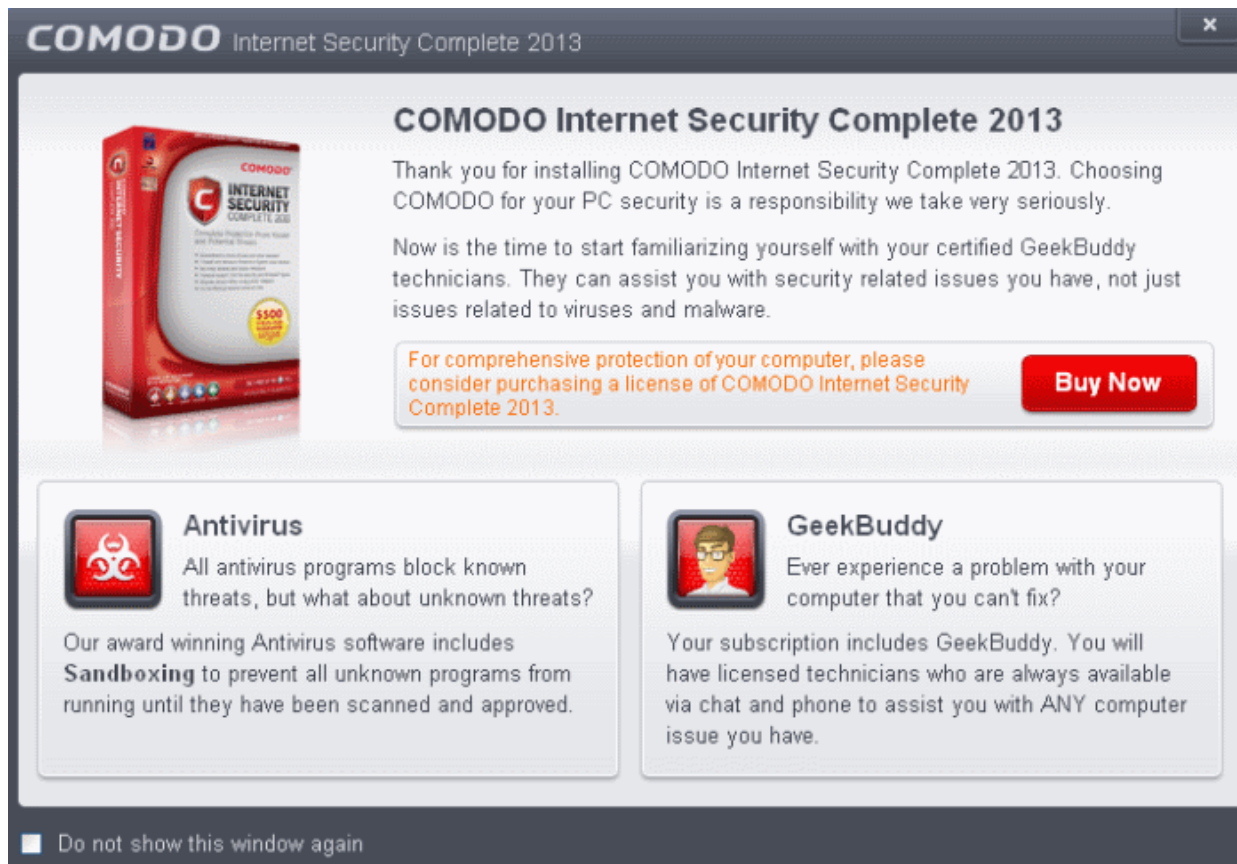 COMODO Internet Security Complete 2013
COMODO Internet Security Complete 2013
Thank you for installing COMODO Internet Security Complete 2013. Choosing
COMODO for your PC security is a responsibility we take very seriously.
Now is the time to start familiarizing yourself with your certified GeekBuddy
technicians. They can assist you with security related issues you have, not just
issues related to viruses and malware.
For comprehensive protection of your computer, please
consider purchasing a license of COMODO Internet Security
Complete 2013.
Buy Now
COMODO
INTERNET
SECURITY
COMPLETE
$500
INTERNET SECURITY
Antivirus
All antivirus programs block known
threats, but what about unknown threats?
Our award winning Antivirus software includes
Sandboxing to prevent all unknown programs from
running until they have been scanned and approved.
GeekBuddy
Ever experience a problem with your
computer that you can't fix?
Your subscription includes GeekBuddy. You will
have licensed technicians who are always available
via chat and phone to assist you with ANY computer
issue you have.
Do not show this window again